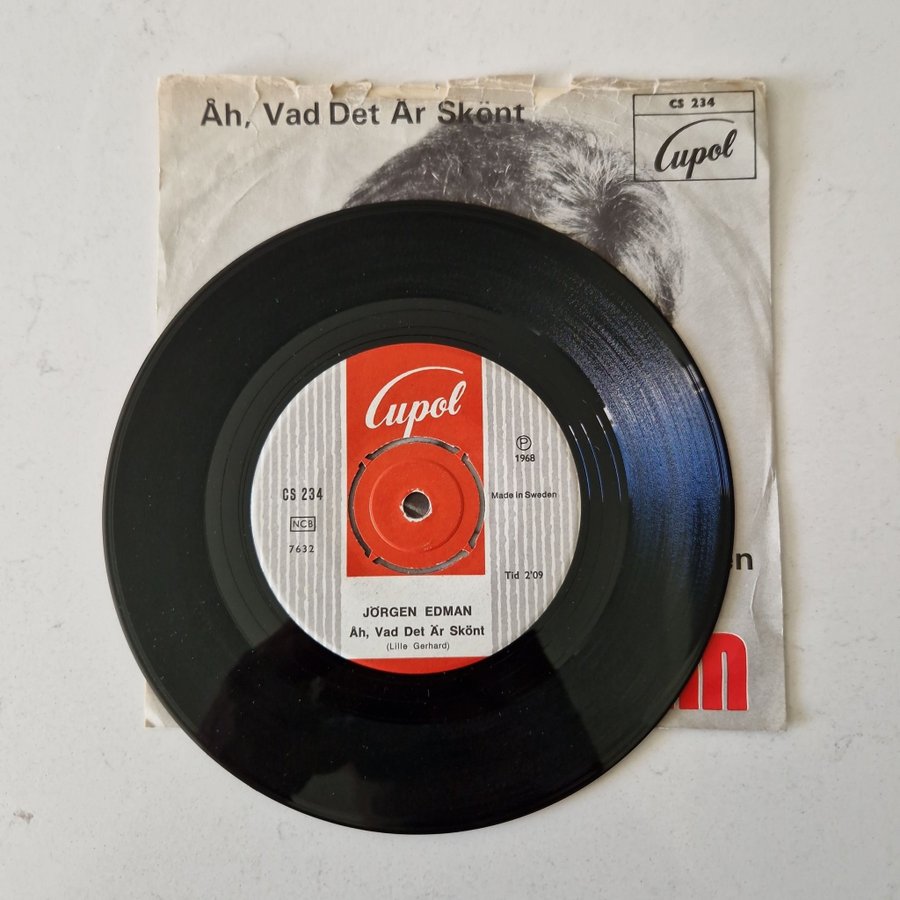 Åh, Vad Det Är Skönt
CS 234
Cupol
Cupol
Ⓟ
1968
CS 234
Made in Sweden
NCB
7632
Tid 2'09
JÖRGEN EDMAN
Åh, Vad Det Är Skönt
(Lille Gerhard)